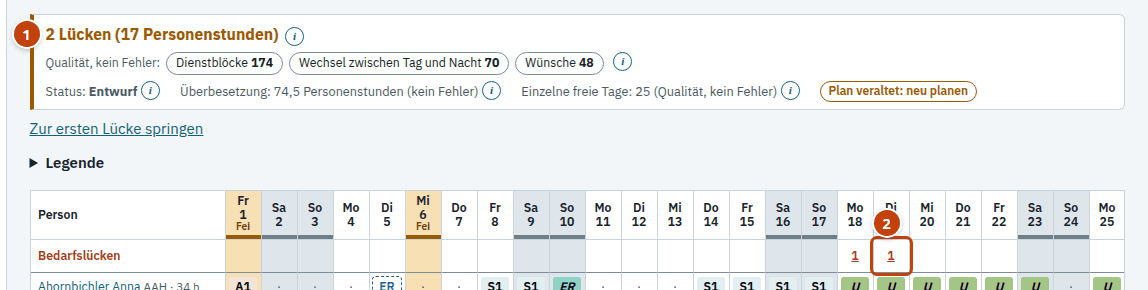 1 2 Lücken (17 Personenstunden) i
Qualität, kein Fehler: Dienstblöcke 174 Wechsel zwischen Tag und Nacht 70 Wünsche 48 i
Status: Entwurf i Überbesetzung: 74,5 Personenstunden (kein Fehler) i Einzelne freie Tage: 25 (Qualität, kein Fehler) i Plan veraltet: neu planen
Zur ersten Lücke springen
Legende
Person Fr 1 Fei Sa 2 So 3 Mo 4 Di 5 Mi 6 Fei Do 7 Fr 8 Sa 9 So 10 Mo 11 Di 12 Mi 13 Do 14 Fr 15 Sa 16 So 17 Mo 18 Di 2 Mi 20 Do 21 Fr 22 Sa 23 So 24 Mo 25
Bedarfslücken 1 1
Ahornbichler Anna AAH · 34 h A1 · · · ER · · S1 S1 ER · · · S1 S1 S1 S1 U U U U U U U U